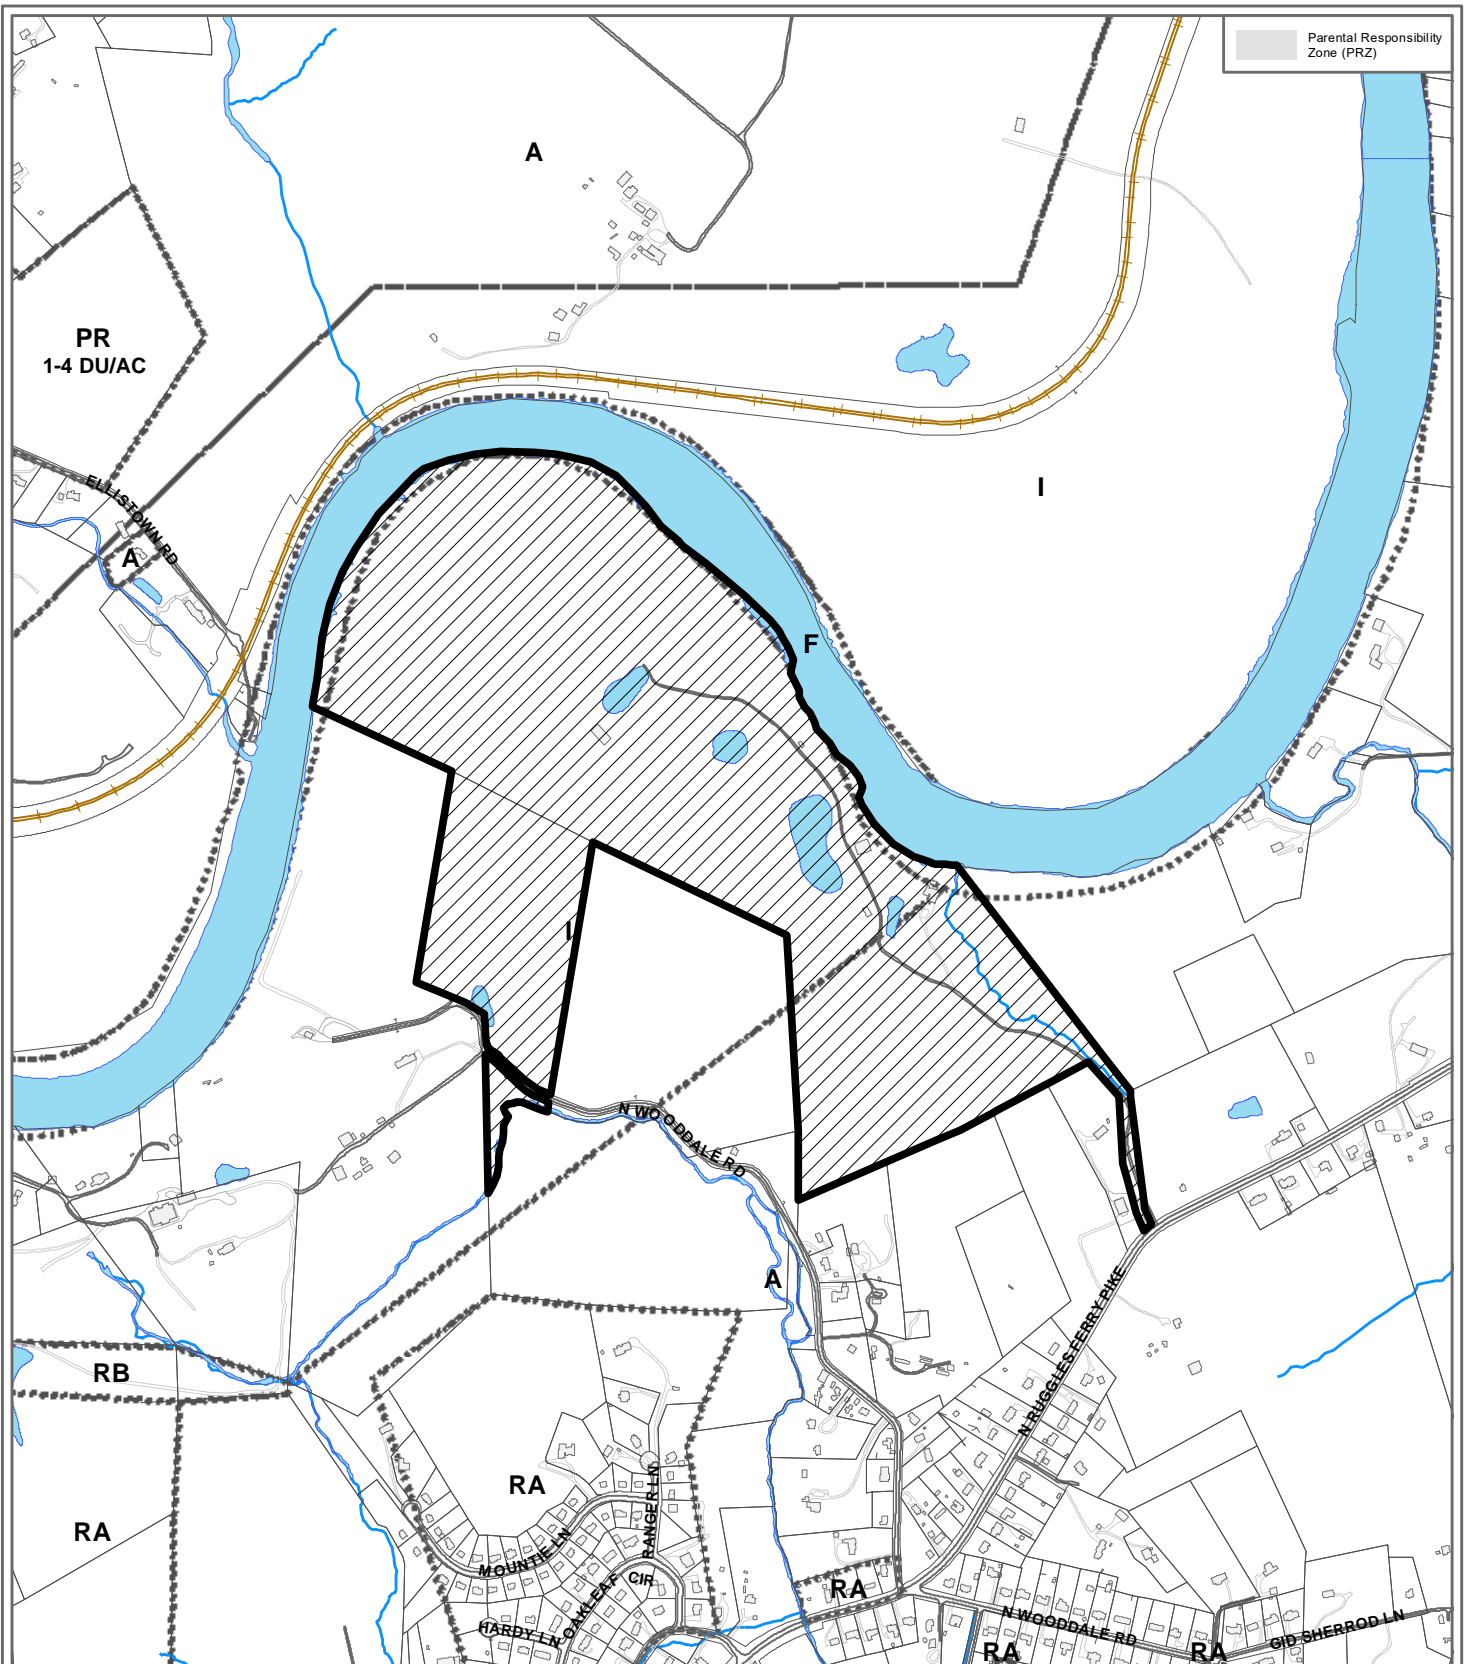 Parental Responsibility
Zone (PRZ)
A
PR
1-4 DU/AC
ELLISTOWN RD
I
A
F
I
N WOODDALE RD
A
N RUGGLES FERRY PIKE
RB
RA
RANGER LN
RA
MOUNTIE LN
OAKLEAF CIR
RA
HARDY LN
N WOODDALE RD
GID SHERROD LN
RA
RA